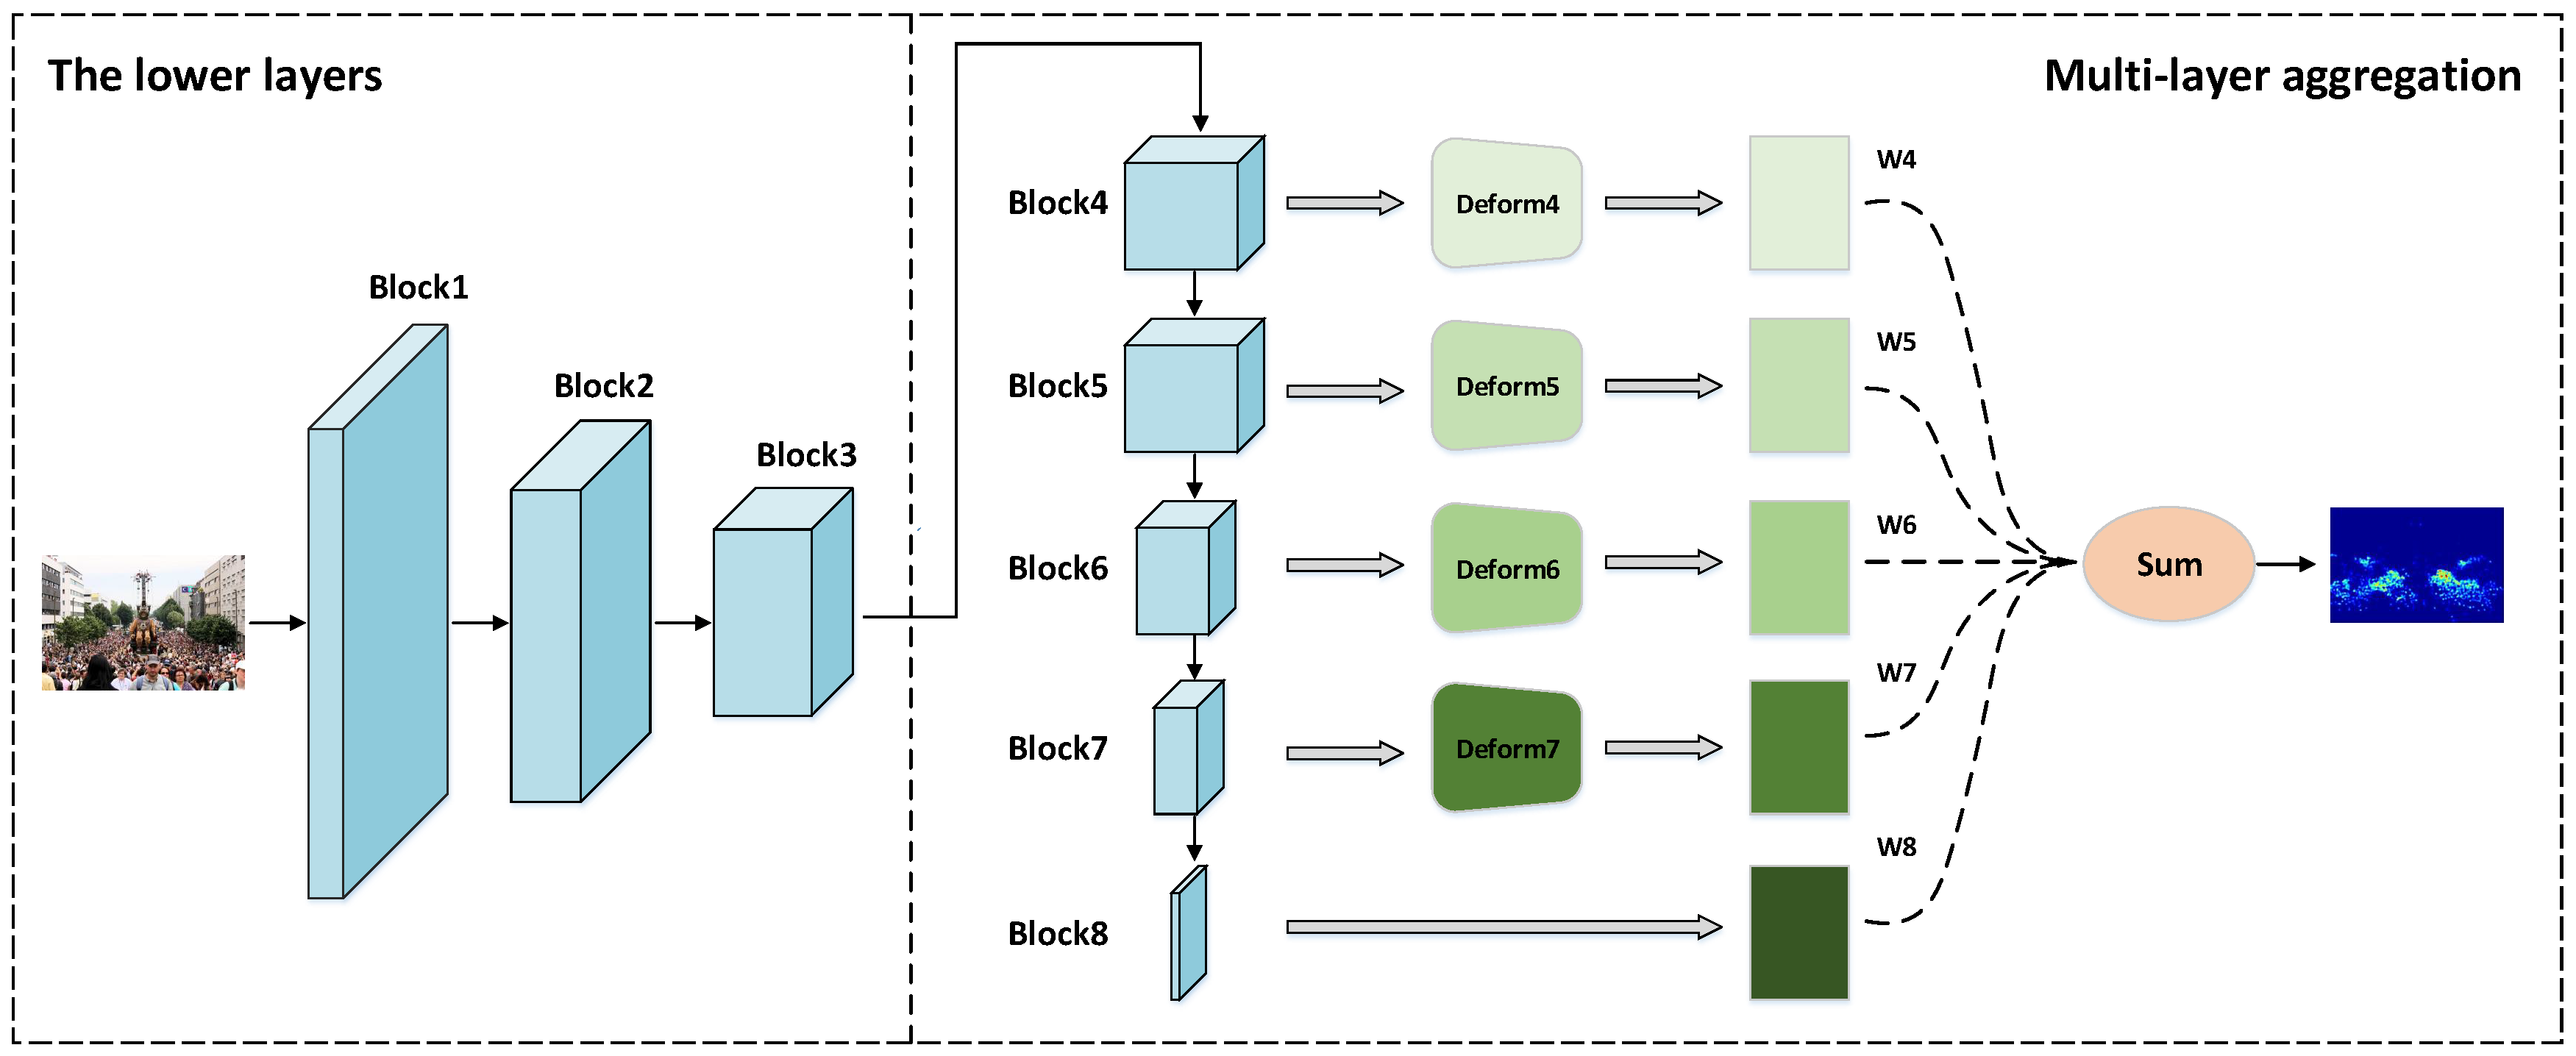 The lower layers
Multi-layer aggregation
Block1
Block2
Block3
Block4
Deform4
W4
Block5
Deform5
W5
Block6
Deform6
W6
Sum
Block7
Deform7
W7
Block8
W8